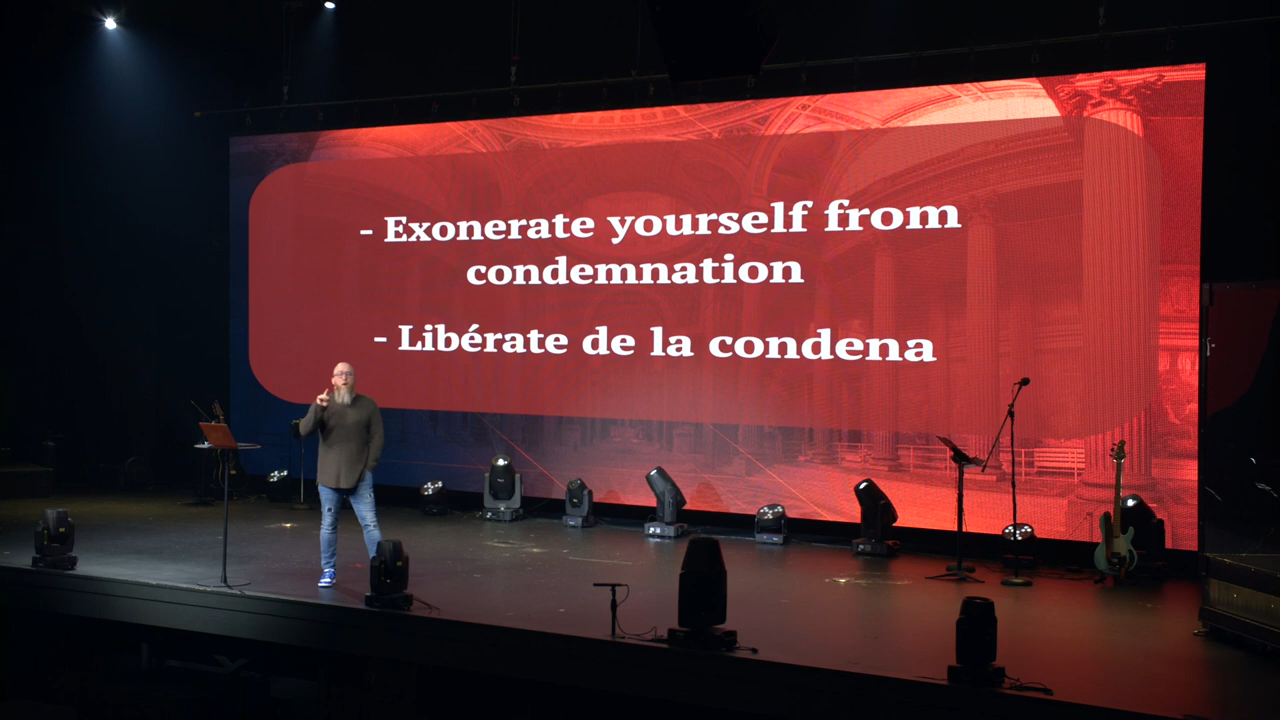 - Exonerate yourself from
condemnation
- Libérate de la condena